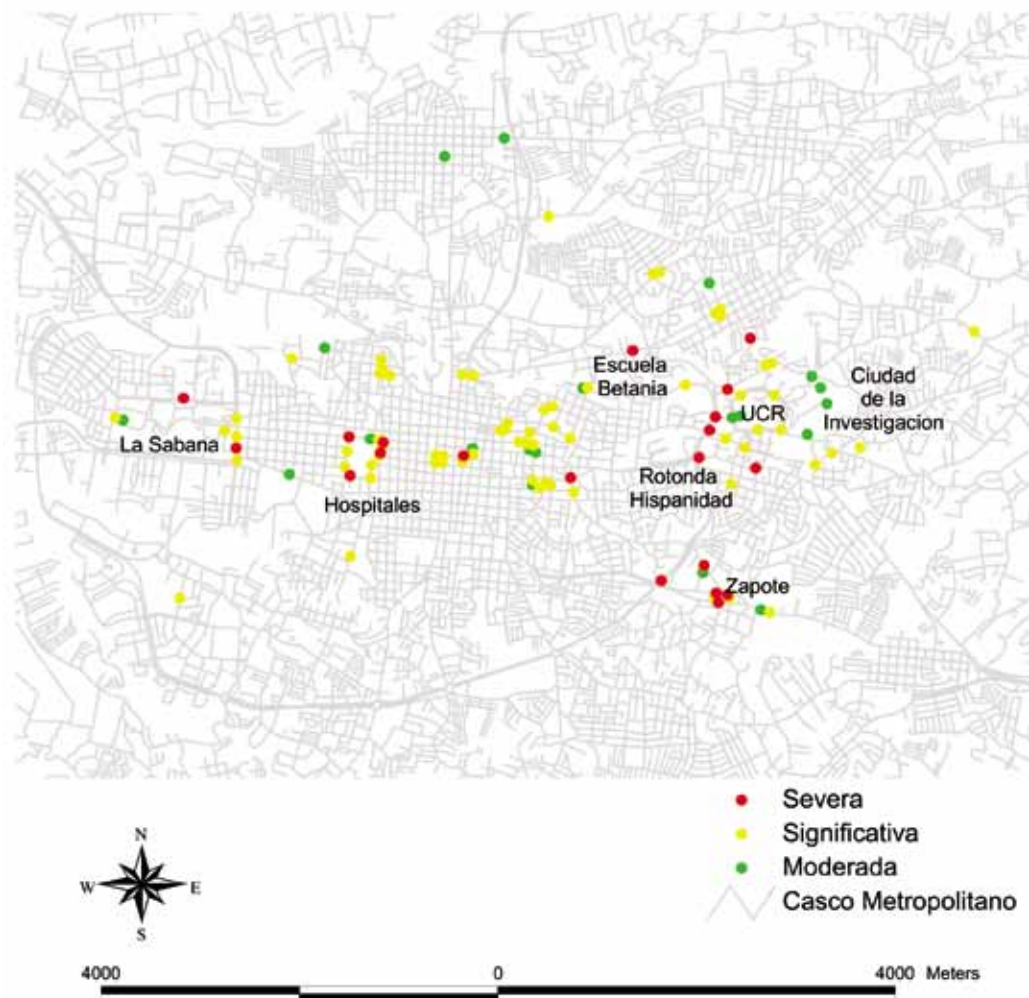 Escuela
Betania
Ciudad
de la
Investigacion
UCR
La Sabana
Rotonda
Hispanidad
Hospitales
Zapote
Severa
Significativa
Moderada
Casco Metropolitano
N
W E
S
4000 0 4000 Meters